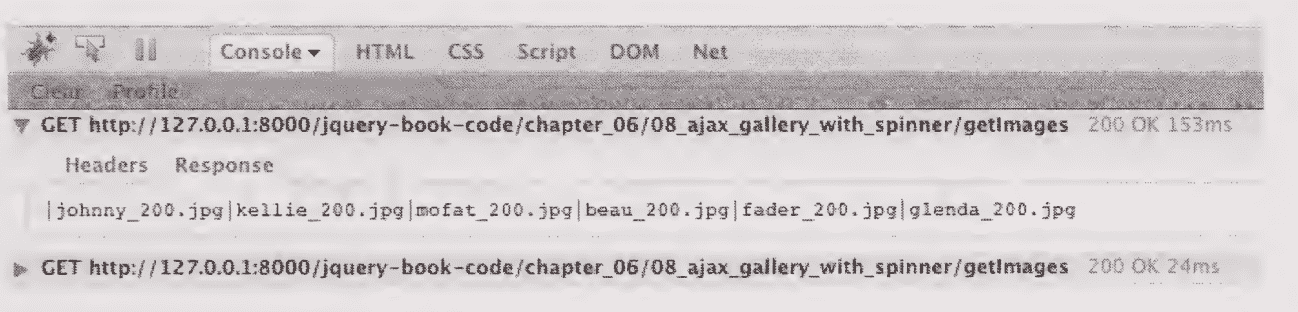 Console ▾ HTML CSS Script DOM Net
Clear Profile
▼ GET http://127.0.0.1:8000/jquery-book-code/chapter_06/08_ajax_gallery_with_spinner/getImages 200 OK 153ms
Headers Response
|johnny_200.jpg|kellie_200.jpg|mofat_200.jpg|beau_200.jpg|fader_200.jpg|glenda_200.jpg
▶ GET http://127.0.0.1:8000/jquery-book-code/chapter_06/08_ajax_gallery_with_spinner/getImages 200 OK 24ms